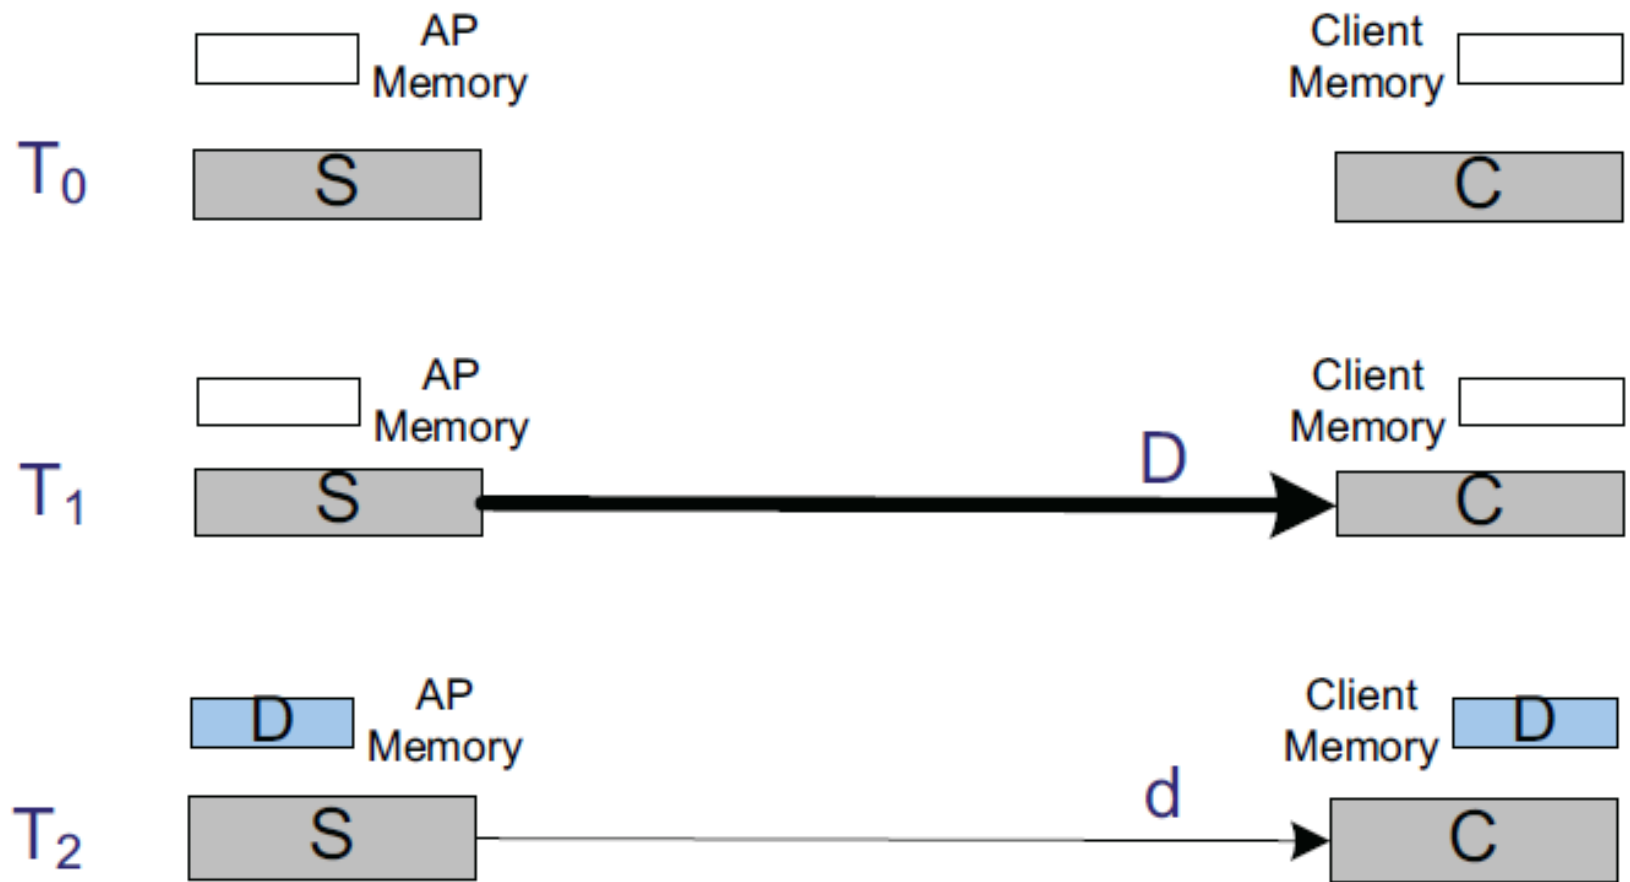 AP
Memory
Client
Memory
T0
S
C
AP
Memory
Client
Memory
D
T1
S
C
D
AP
Memory
Client
Memory
D
d
T2
S
C